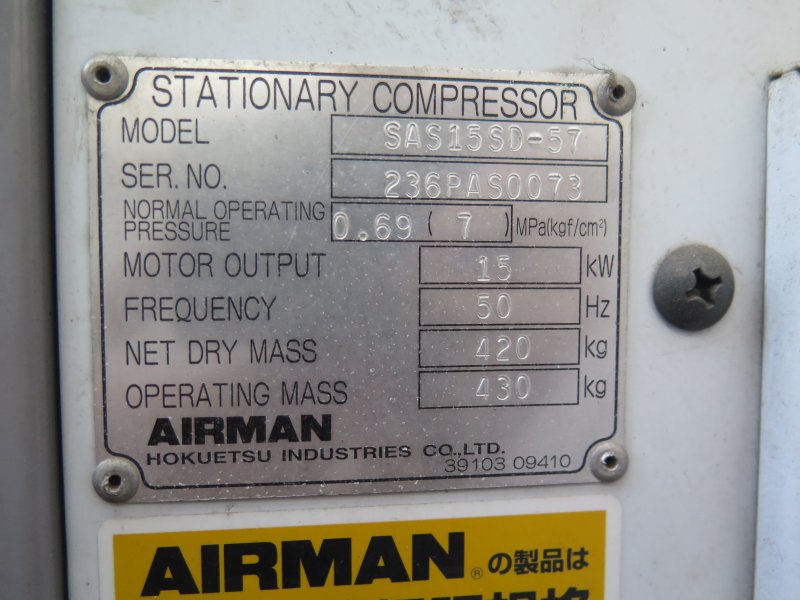 STATIONARY COMPRESSOR
MODEL SAS15SD-57
SER. NO. 236PAS0073
NORMAL OPERATING PRESSURE 0.69 ( 7 ) MPa(kgf/cm²)
MOTOR OUTPUT 15 kW
FREQUENCY 50 Hz
NET DRY MASS 420 kg
OPERATING MASS 430 kg
AIRMAN
HOKUETSU INDUSTRIES CO.,LTD.
39103 09410
AIRMAN®の製品は